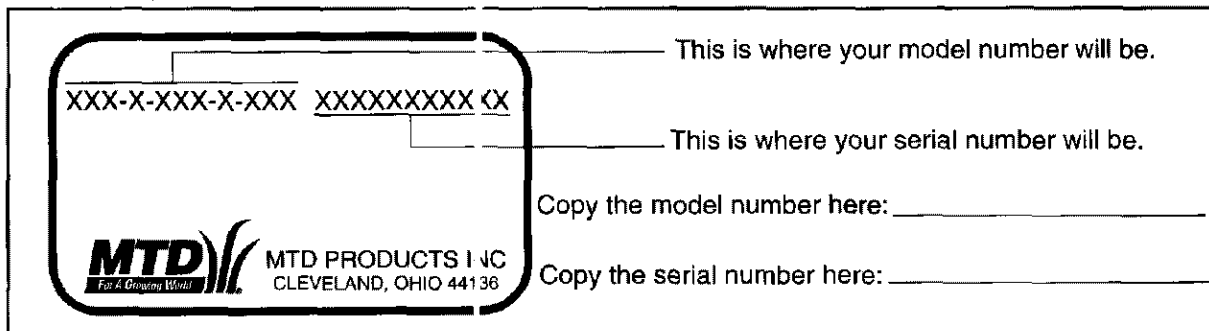 This is where your model number will be.
XXX-X-XXX-X-XXX XXXXXXXXXXX
This is where your serial number will be.
Copy the model number here:
MTD
For A Growing World
MTD PRODUCTS INC
CLEVELAND, OHIO 44136
Copy the serial number here: